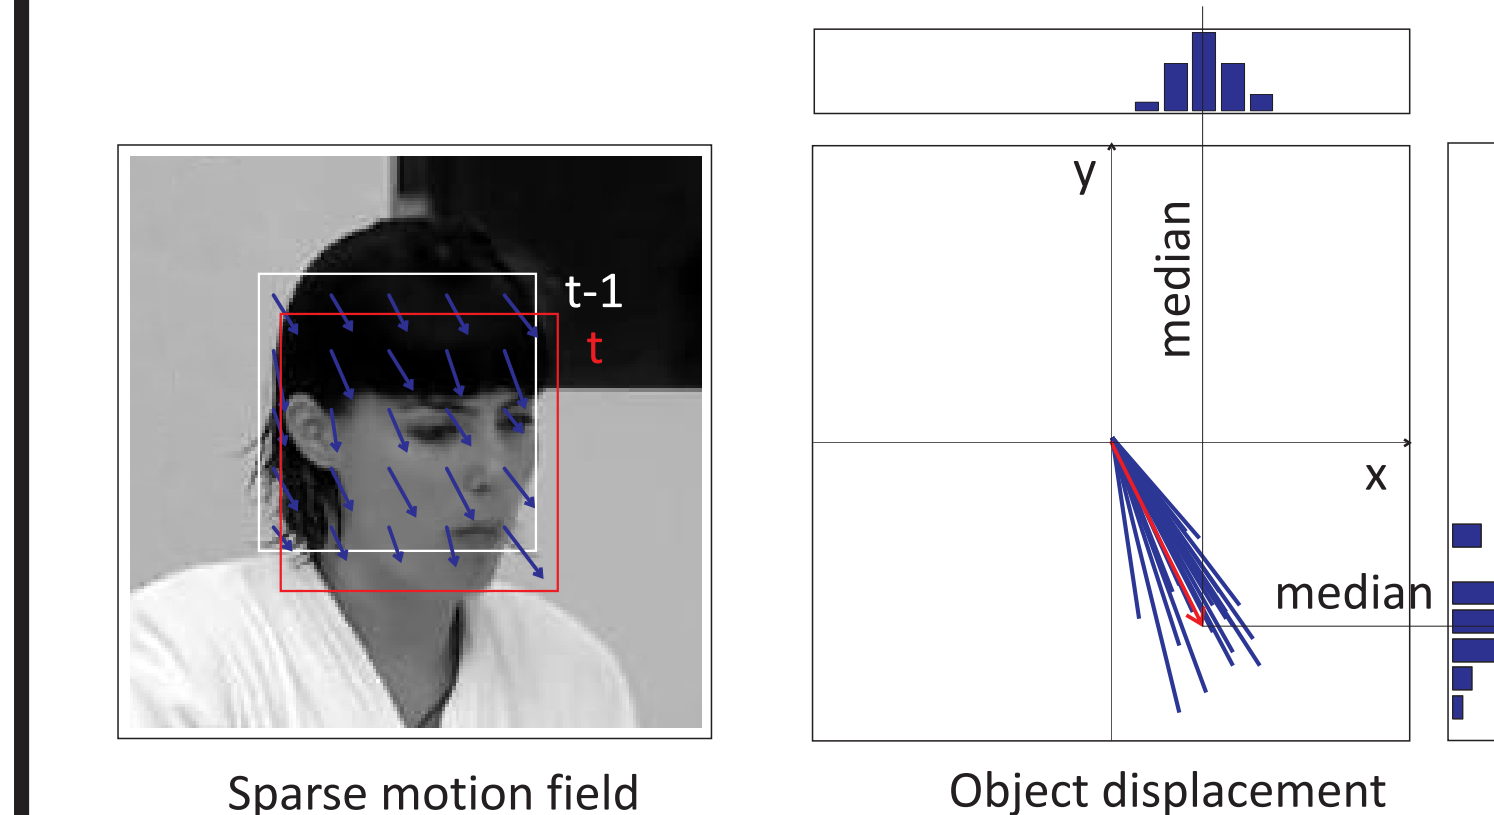 t-1
t
Sparse motion field
y
median
x
median
Object displacement